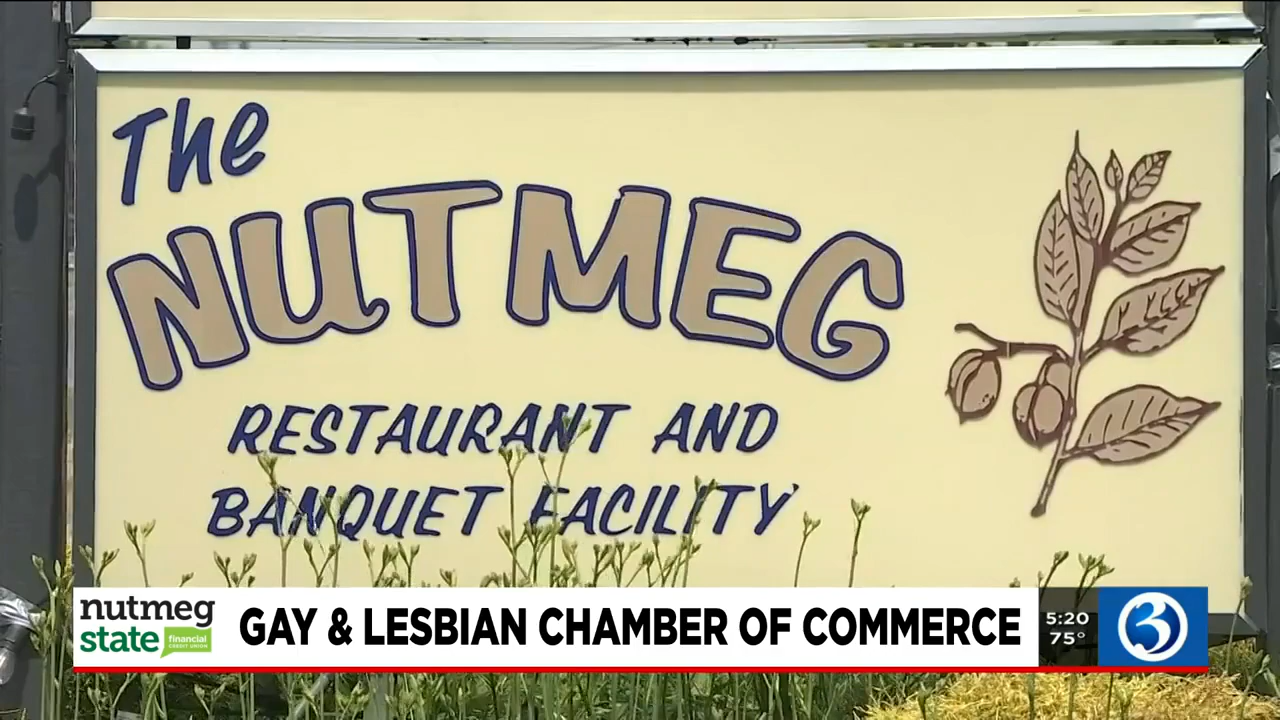 The
NUTMEG
RESTAURANT AND
BANQUET FACILITY
nutmeg
state
financial
CREDIT UNION
GAY & LESBIAN CHAMBER OF COMMERCE
5:20
75°
3